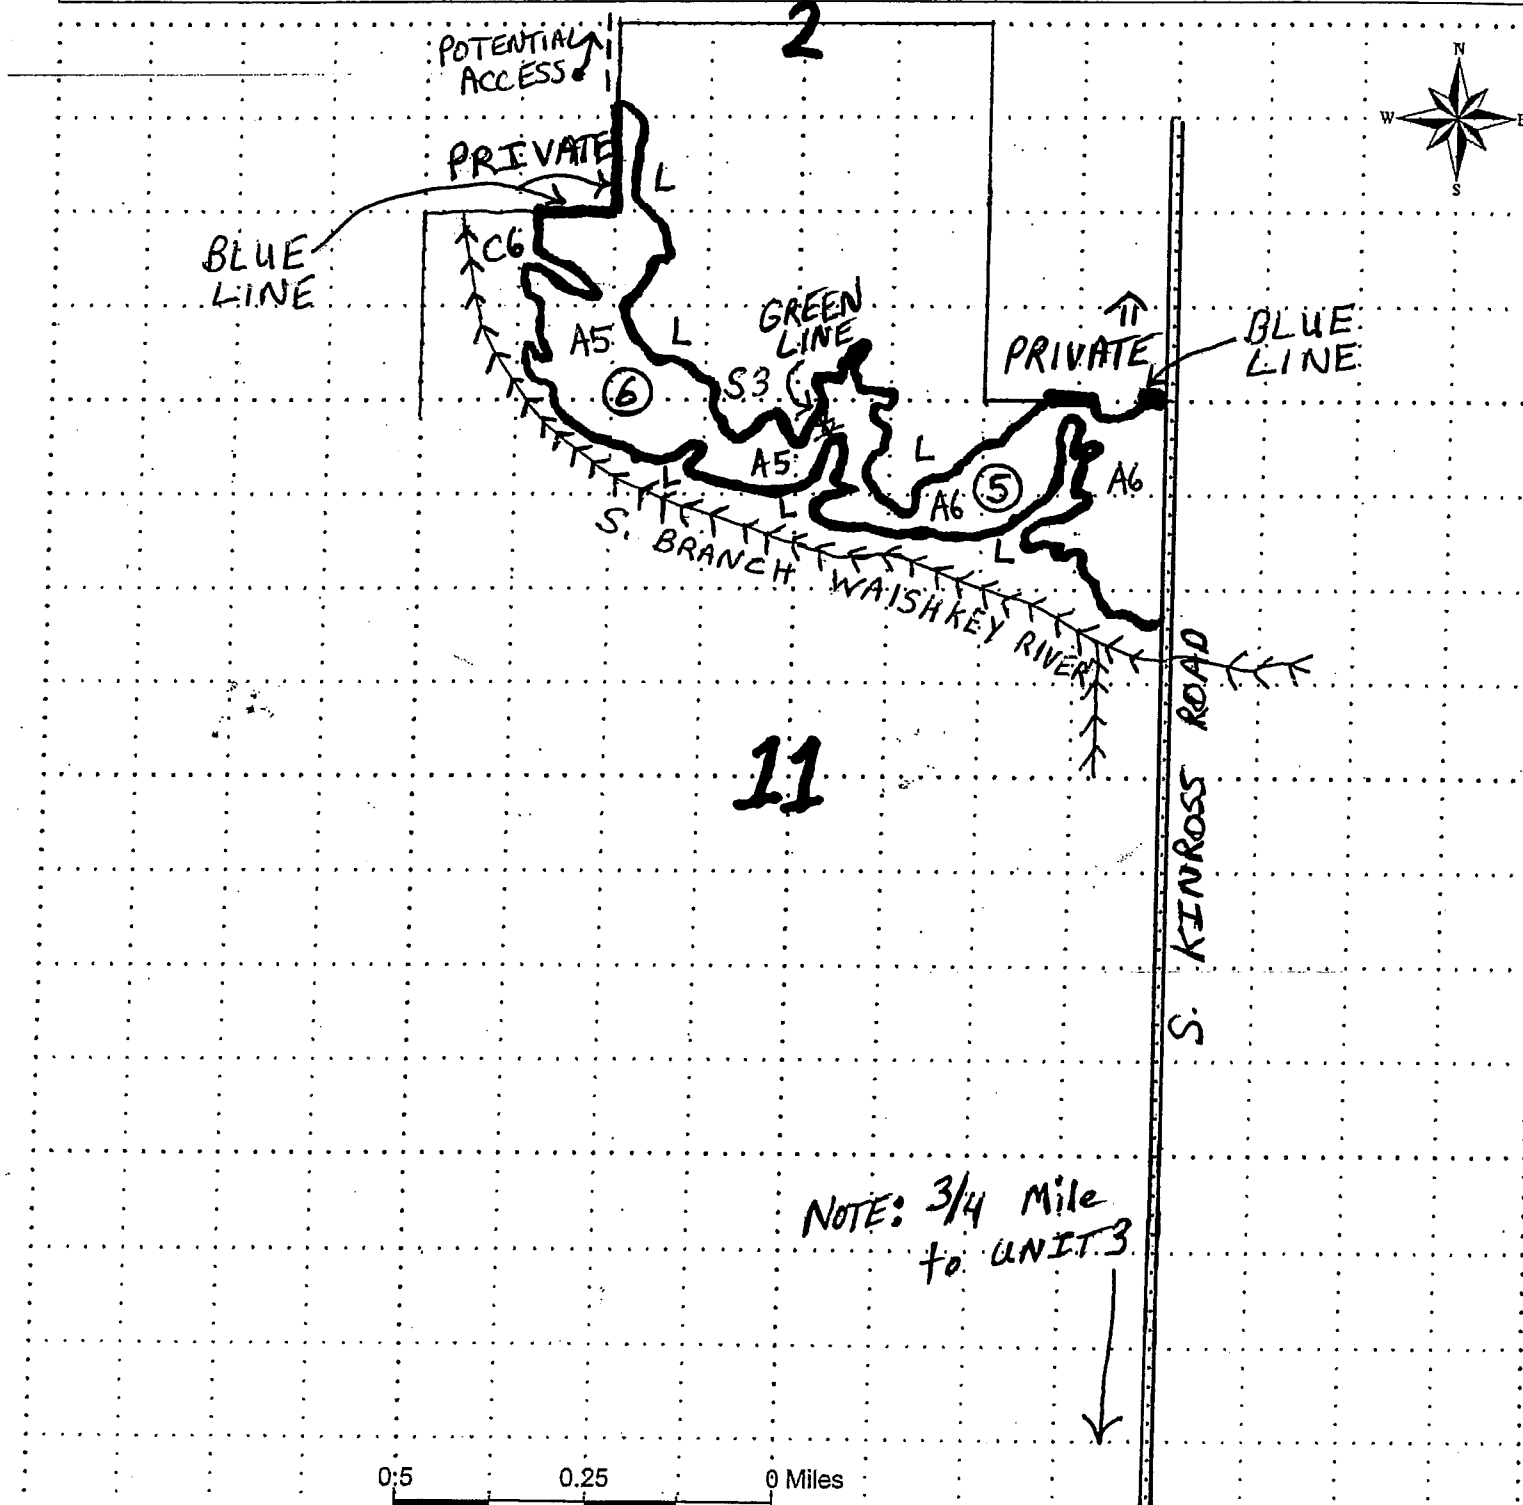 2
POTENTIAL
ACCESS
N
W
E
S
PRIVATE
L
C6
BLUE
LINE
GREEN
LINE
A5
L
PRIVATE
BLUE
LINE
6
S3
L
A5
A6
5
A6
L
L
L
S. BRANCH WAISHKEY RIVER
11
S. KINROSS ROAD
NOTE: 3/4 Mile
to UNIT 3
0.5 0.25 0 Miles